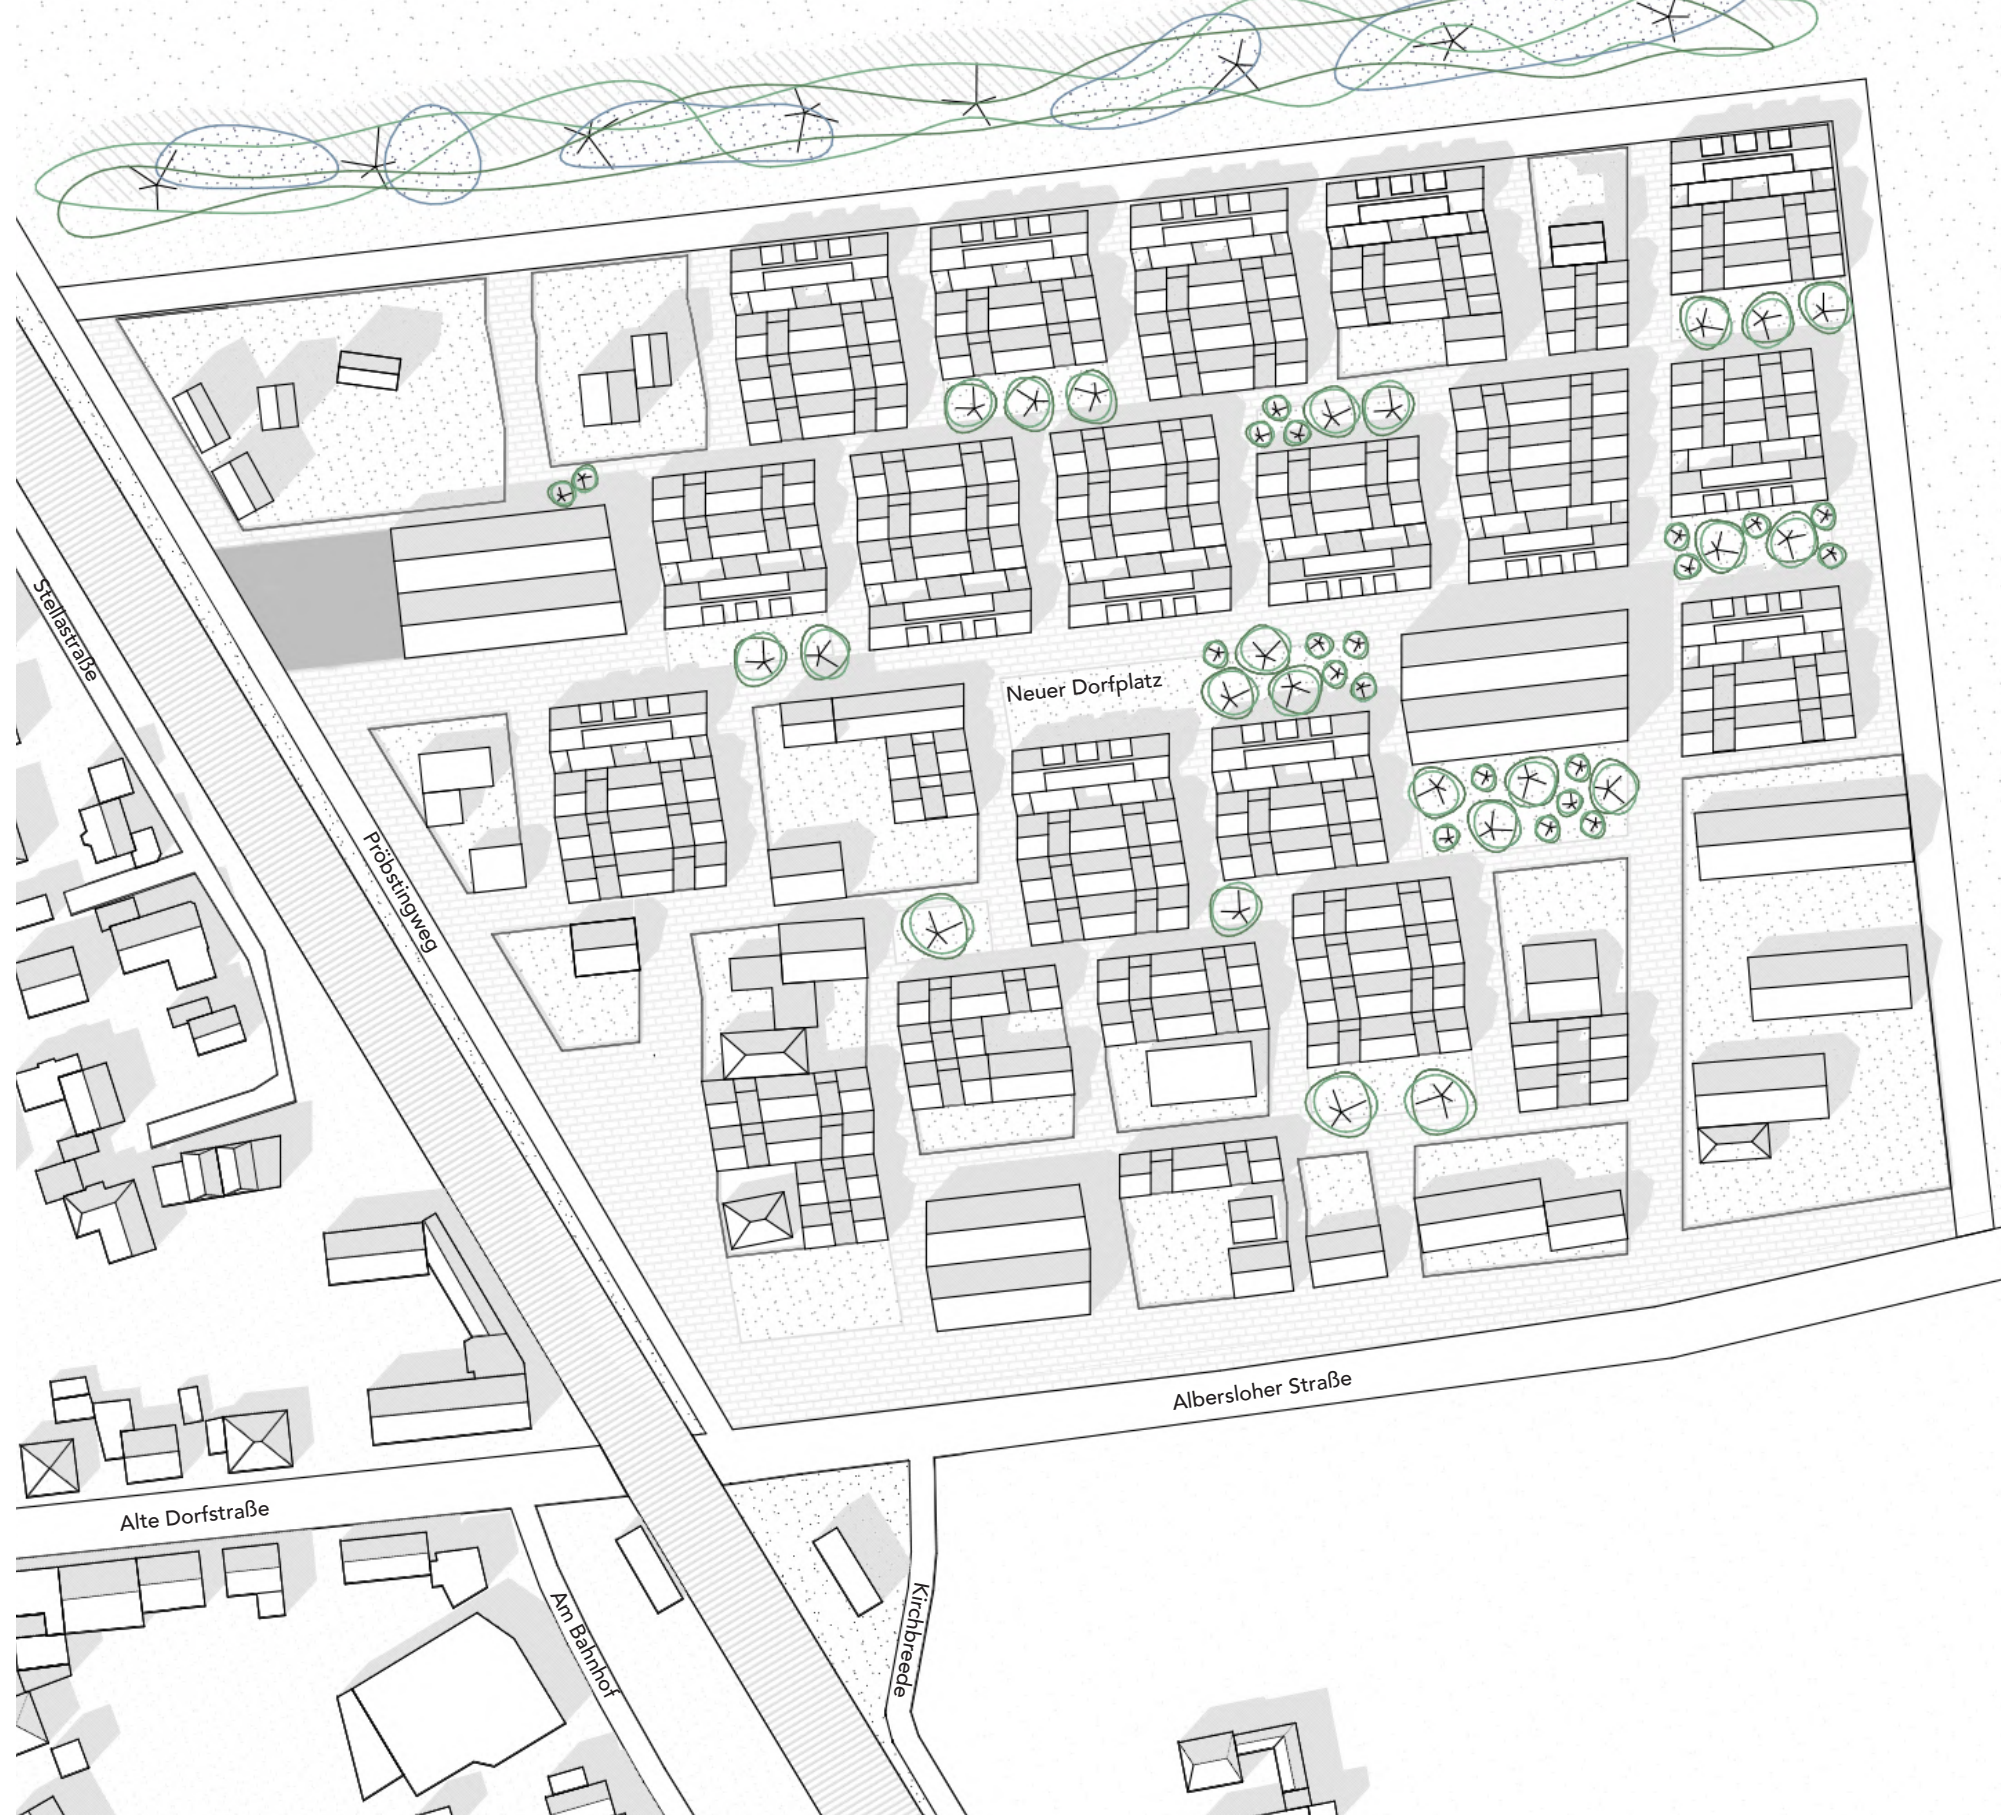 Stellastraße
Neuer Dorfplatz
Pröbstingweg
Albersloher Straße
Alte Dorfstraße
Am Bahnhof
Kirchbreede